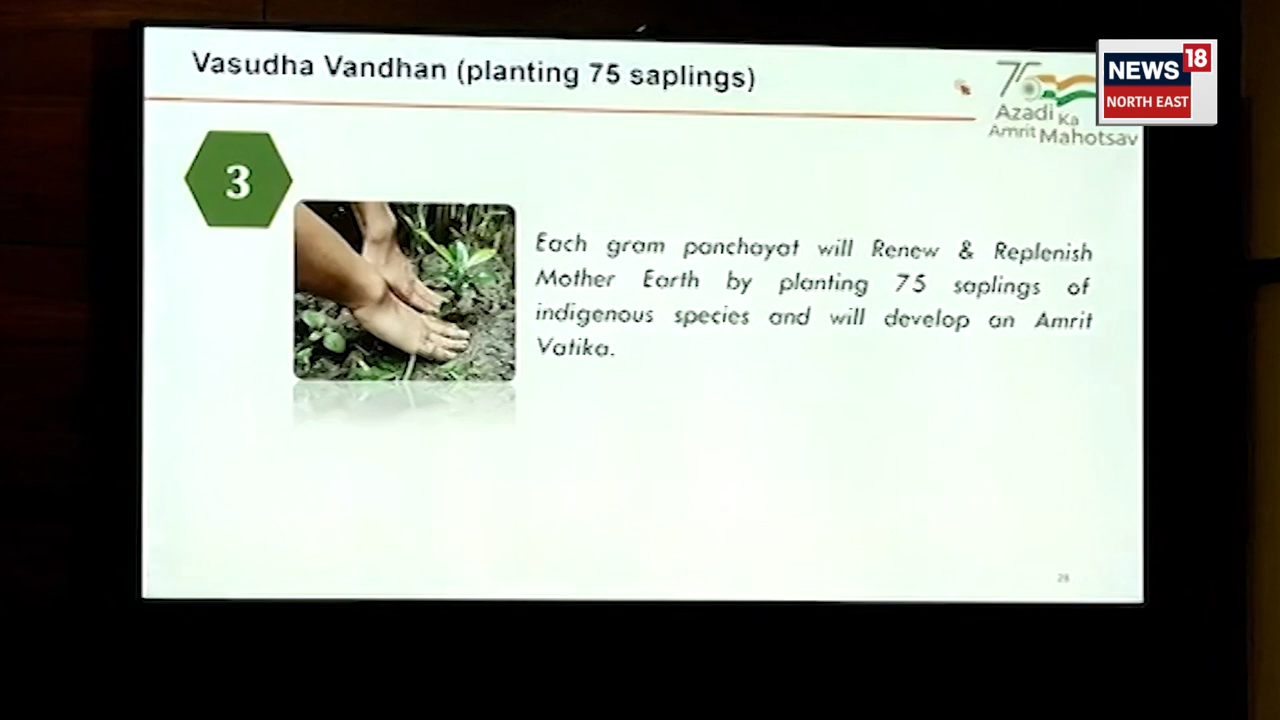 Vasudha Vandhan (planting 75 saplings)
75
Azadi Ka
Amrit Mahotsav
NEWS 18
NORTH EAST
3
Each gram panchayat will Renew & Replenish
Mother Earth by planting 75 saplings of
indigenous species and will develop an Amrit
Vatika.
28